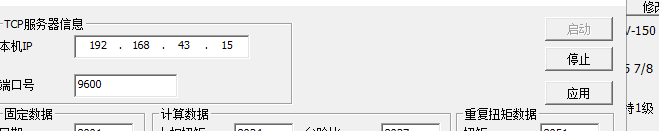 修改
TCP服务器信息
启动
本机IP 192 . 168 . 43 . 15
V-150
停止
5 7/8
端口号 9600
应用
特1级
固定数据 计算数据 重复扭矩数据